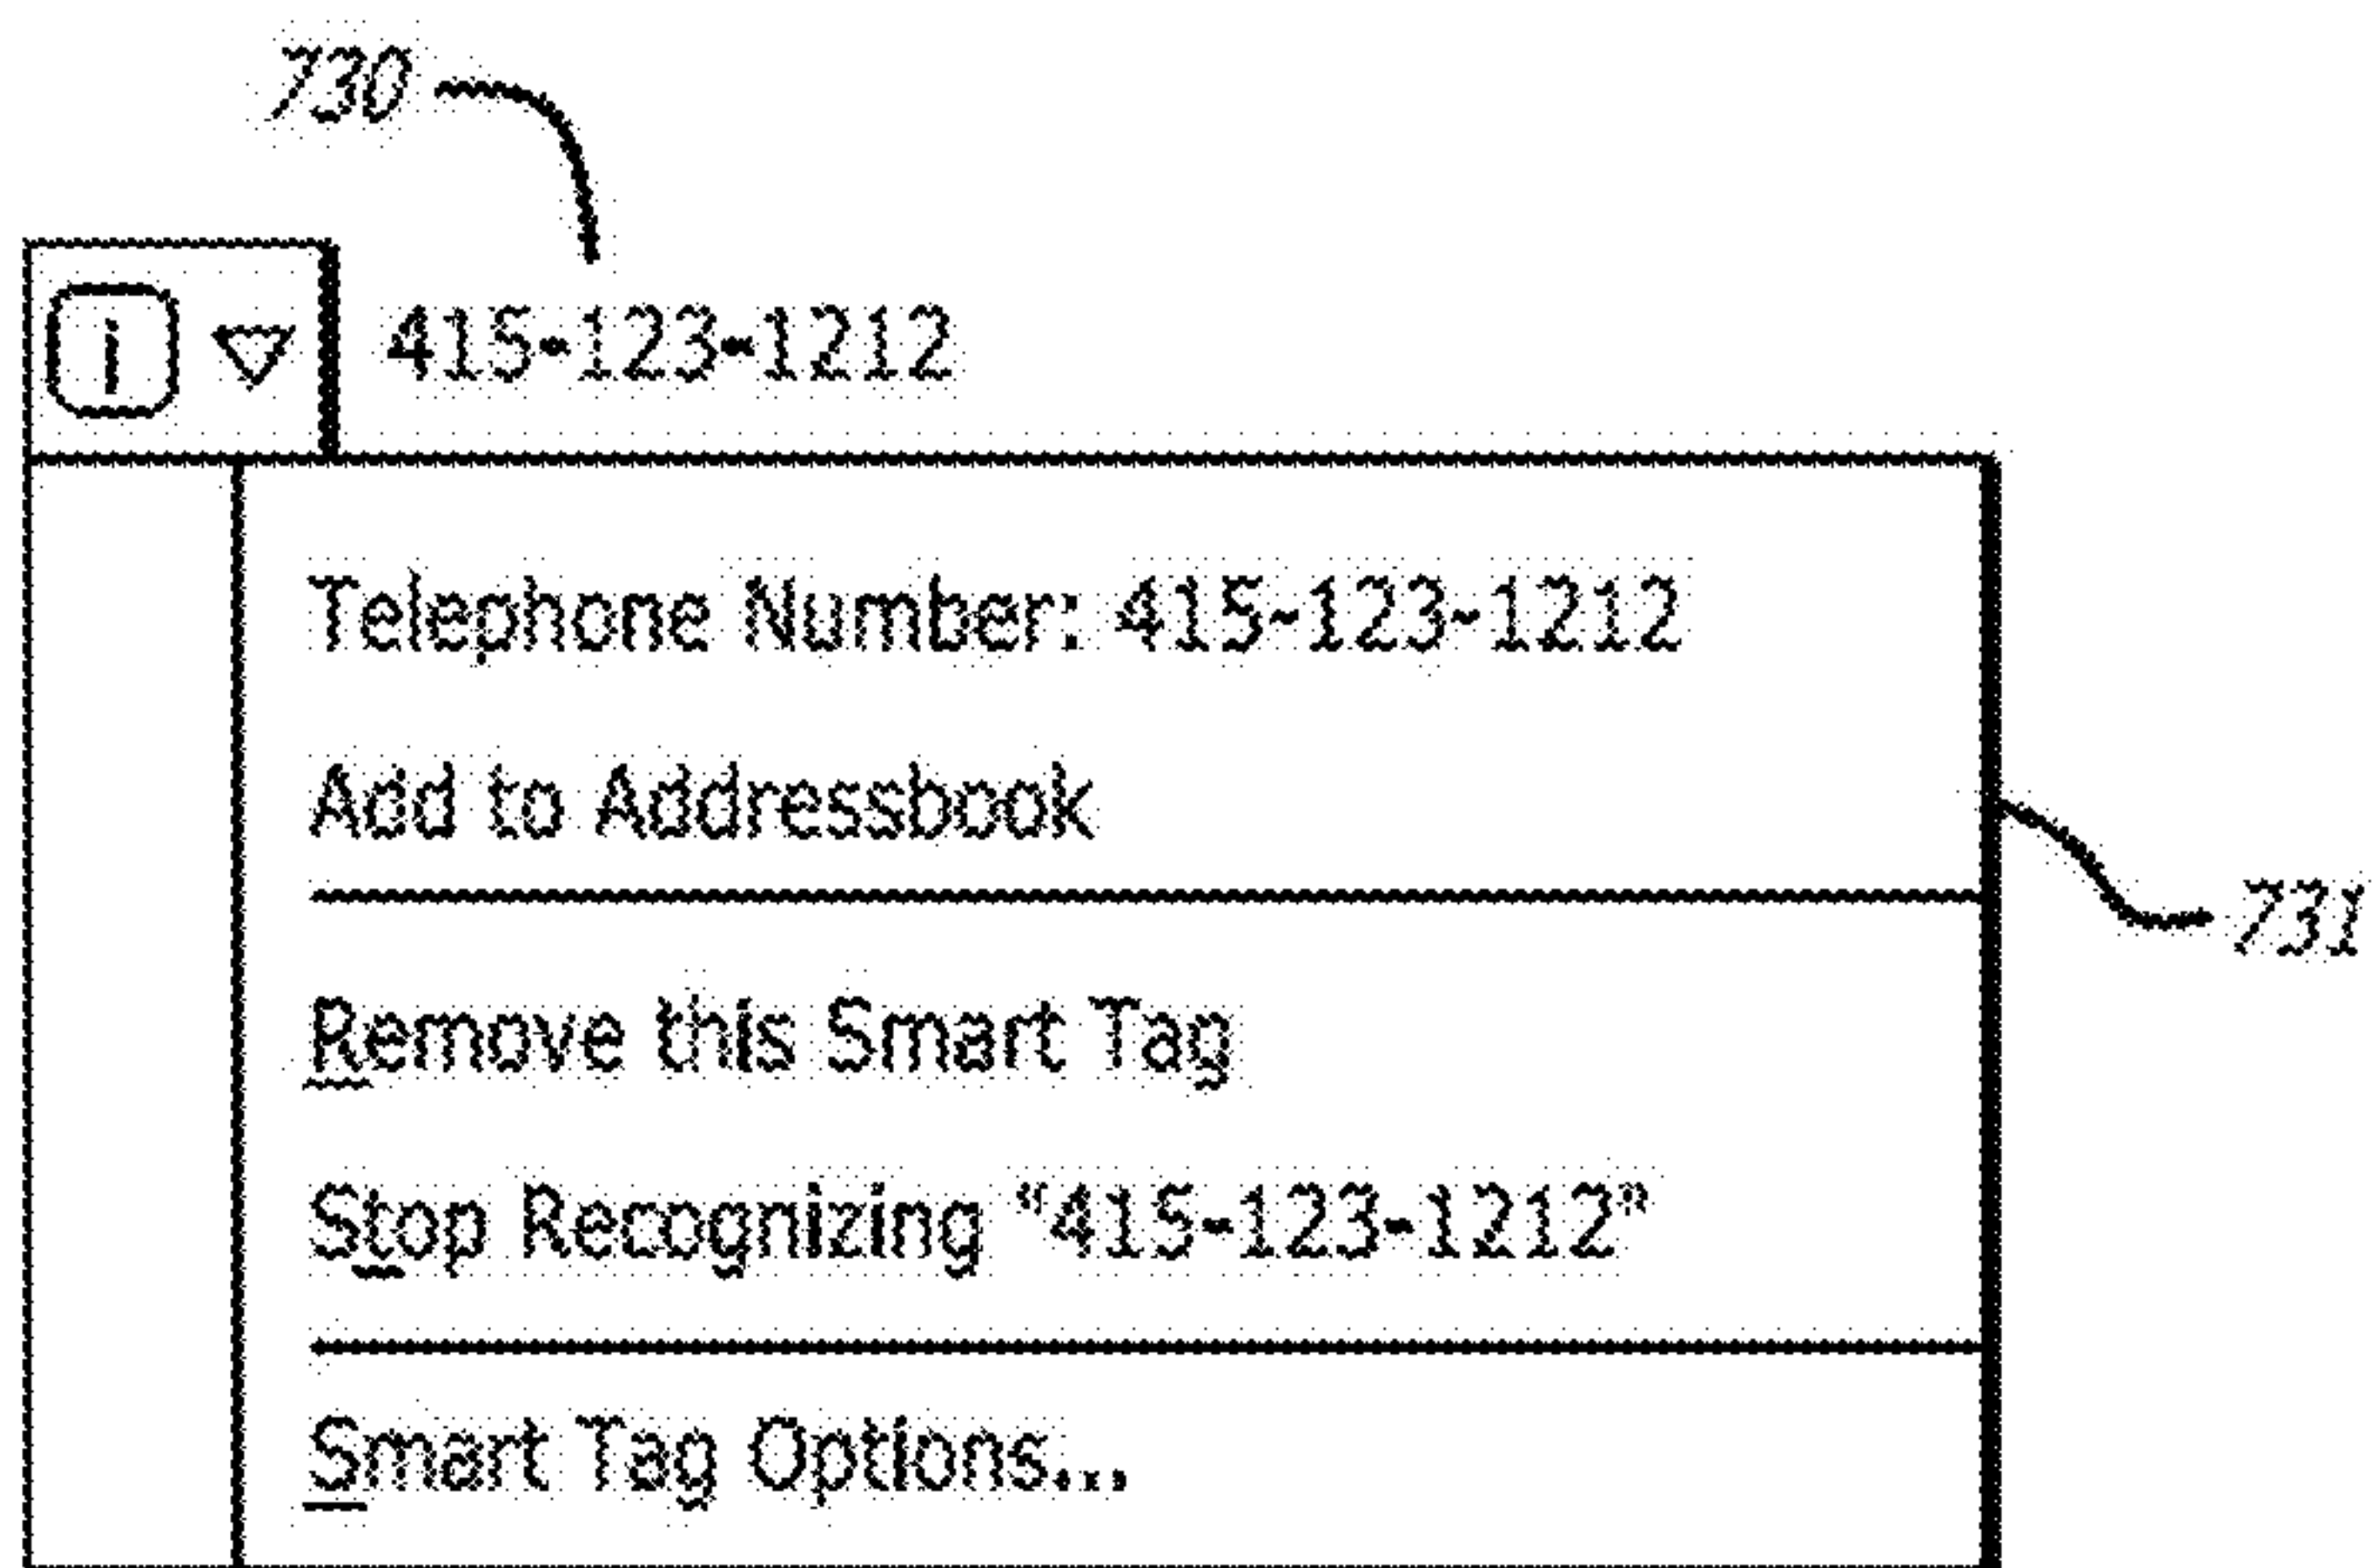 730
i 415-123-1212
Telephone Number: 415-123-1212
Add to Addressbook
731
Remove this Smart Tag
Stop Recognizing “415-123-1212”
Smart Tag Options...